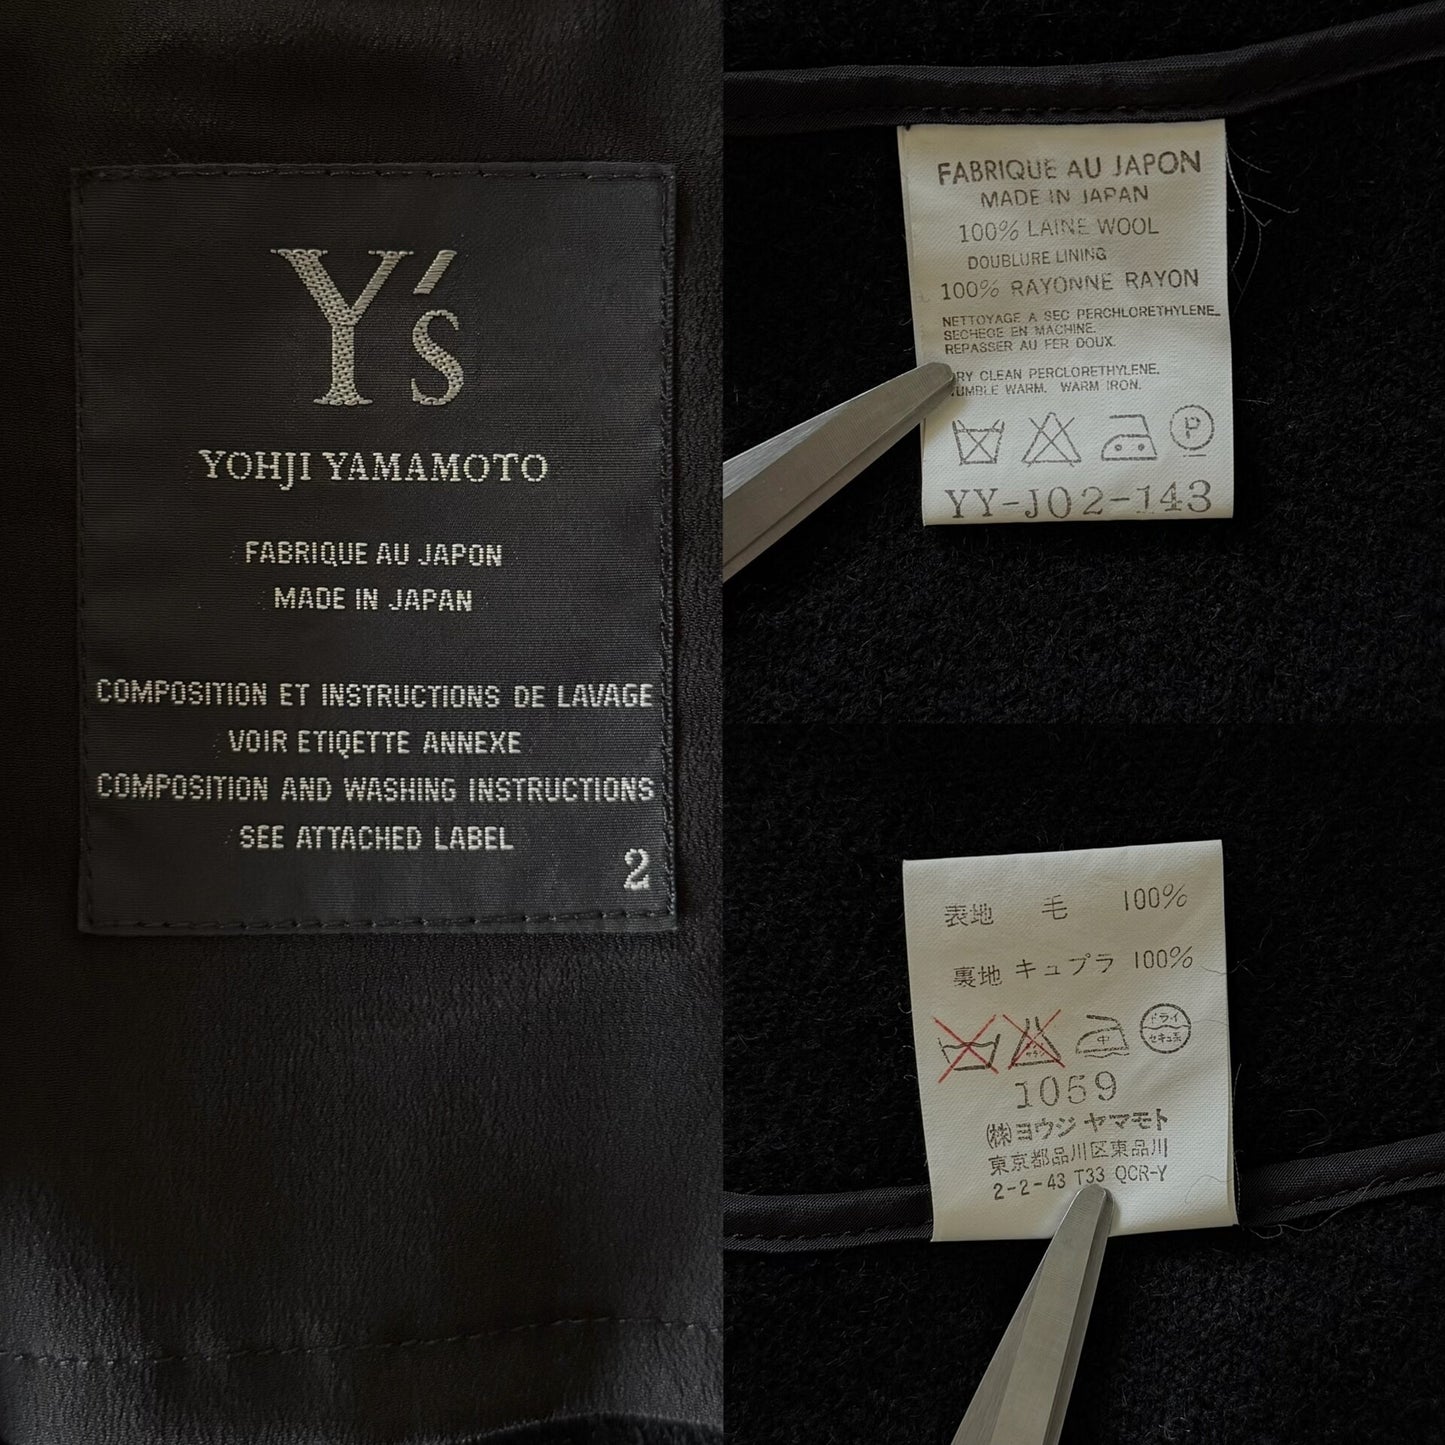 Y's
YOHJI YAMAMOTO
FABRIQUE AU JAPON
MADE IN JAPAN
COMPOSITION ET INSTRUCTIONS DE LAVAGE
VOIR ETIQETTE ANNEXE
COMPOSITION AND WASHING INSTRUCTIONS
SEE ATTACHED LABEL
2
FABRIQUE AU JAPON
MADE IN JAPAN
100% LAINE WOOL
DOUBLURE LINING
100% RAYONNE RAYON
NETTOYAGE A SEC PERCHLORETHYLENE.
SECHEGE EN MACHINE.
REPASSER AU FER DOUX.
DRY CLEAN PERCLORETHYLENE.
TUMBLE WARM. WARM IRON.
P
YY-J02-143
表地 毛 100%
裏地 キュプラ 100%
中
ドライ
セキユ系
1059
(株)ヨウジ ヤマモト
東京都品川区東品川
2-2-43 T33 QCR-Y